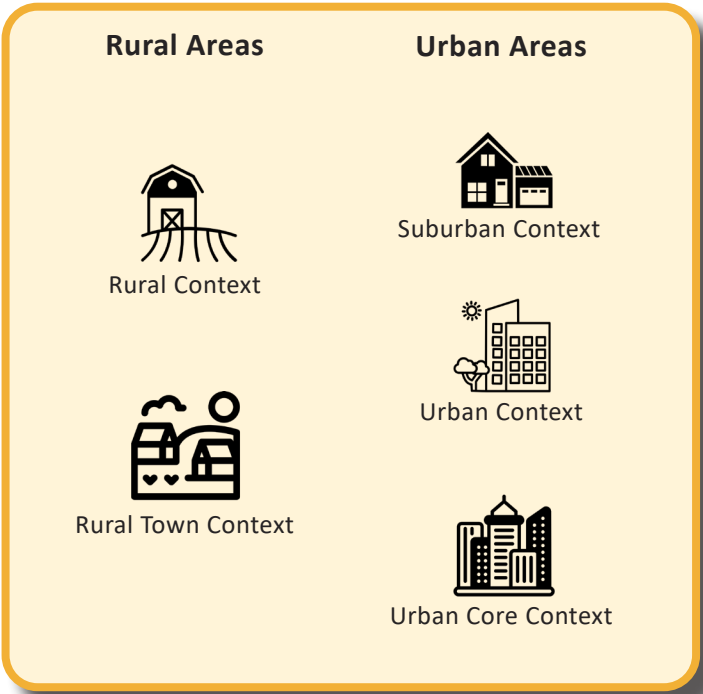 Rural Areas
Urban Areas
Rural Context
Rural Town Context
Suburban Context
Urban Context
Urban Core Context